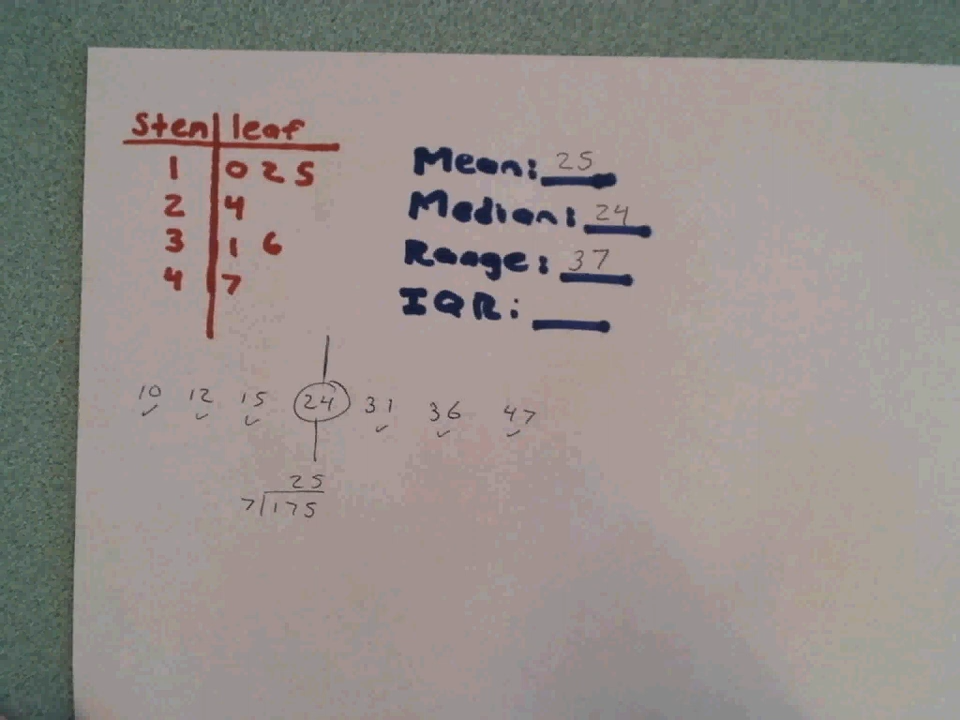 Sten leaf
1 0 2 5
2 4
3 1 6
4 7
Mean: 25
Median: 24
Range: 37
IQR:
10 12 15 24 31 36 47
25
7 175